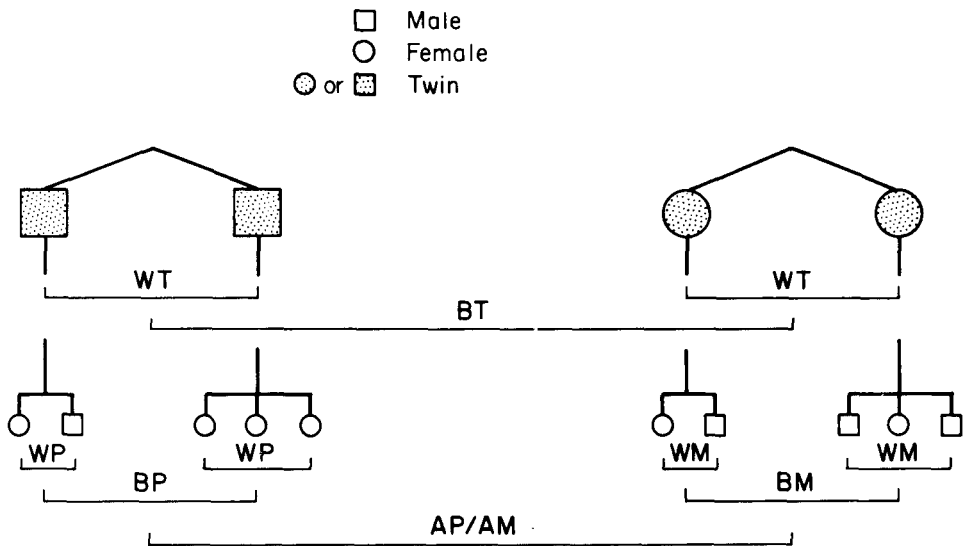 Male
Female
or Twin
WT WT
BT
WP WP WM WM
BP BM
AP/AM